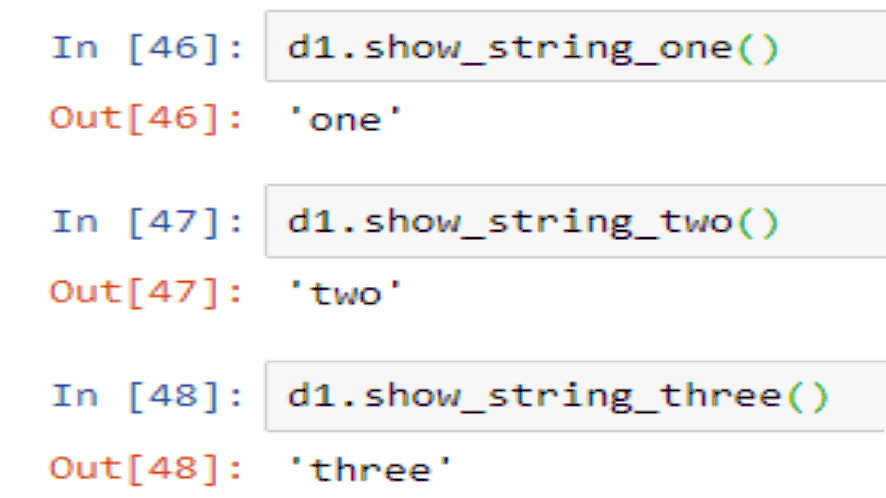 In [46]: d1.show_string_one()
Out[46]: 'one'
In [47]: d1.show_string_two()
Out[47]: 'two'
In [48]: d1.show_string_three()
Out[48]: 'three'